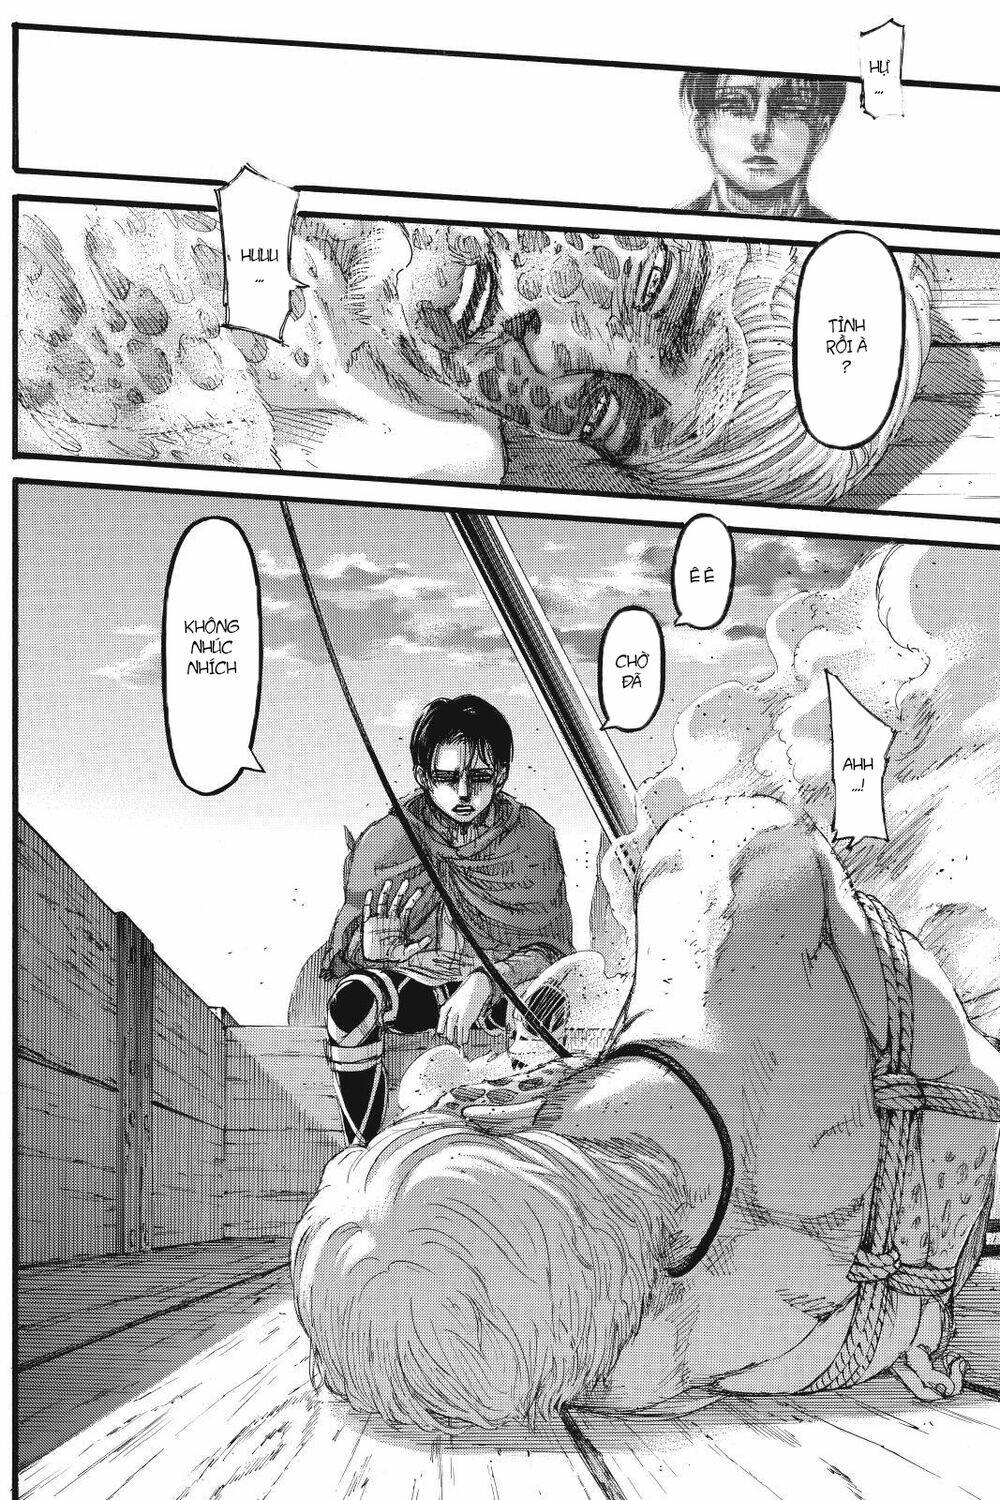 HỰ
...
HUUU
...
TỈNH
RỒI À
?
Ê Ê
CHỜ
ĐÃ
KHÔNG
NHÚC
NHÍCH
AHH
...!